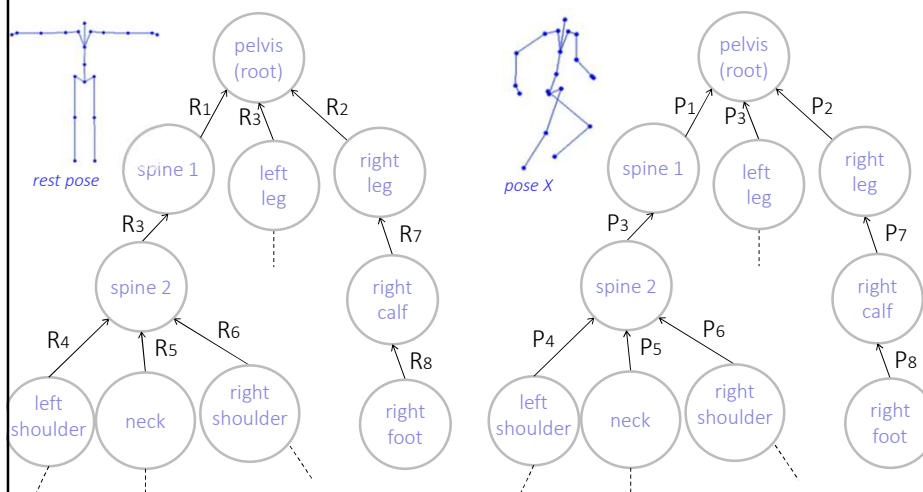 pelvis
(root)
R1
R3
R2
spine 1
left
leg
right
leg
rest pose
R3
R7
spine 2
right
calf
R4
R5
R6
R8
left
shoulder
neck
right
shoulder
right
foot
pelvis
(root)
P1
P3
P2
spine 1
left
leg
right
leg
pose X
P3
P7
spine 2
right
calf
P4
P5
P6
P8
left
shoulder
neck
right
shoulder
right
foot